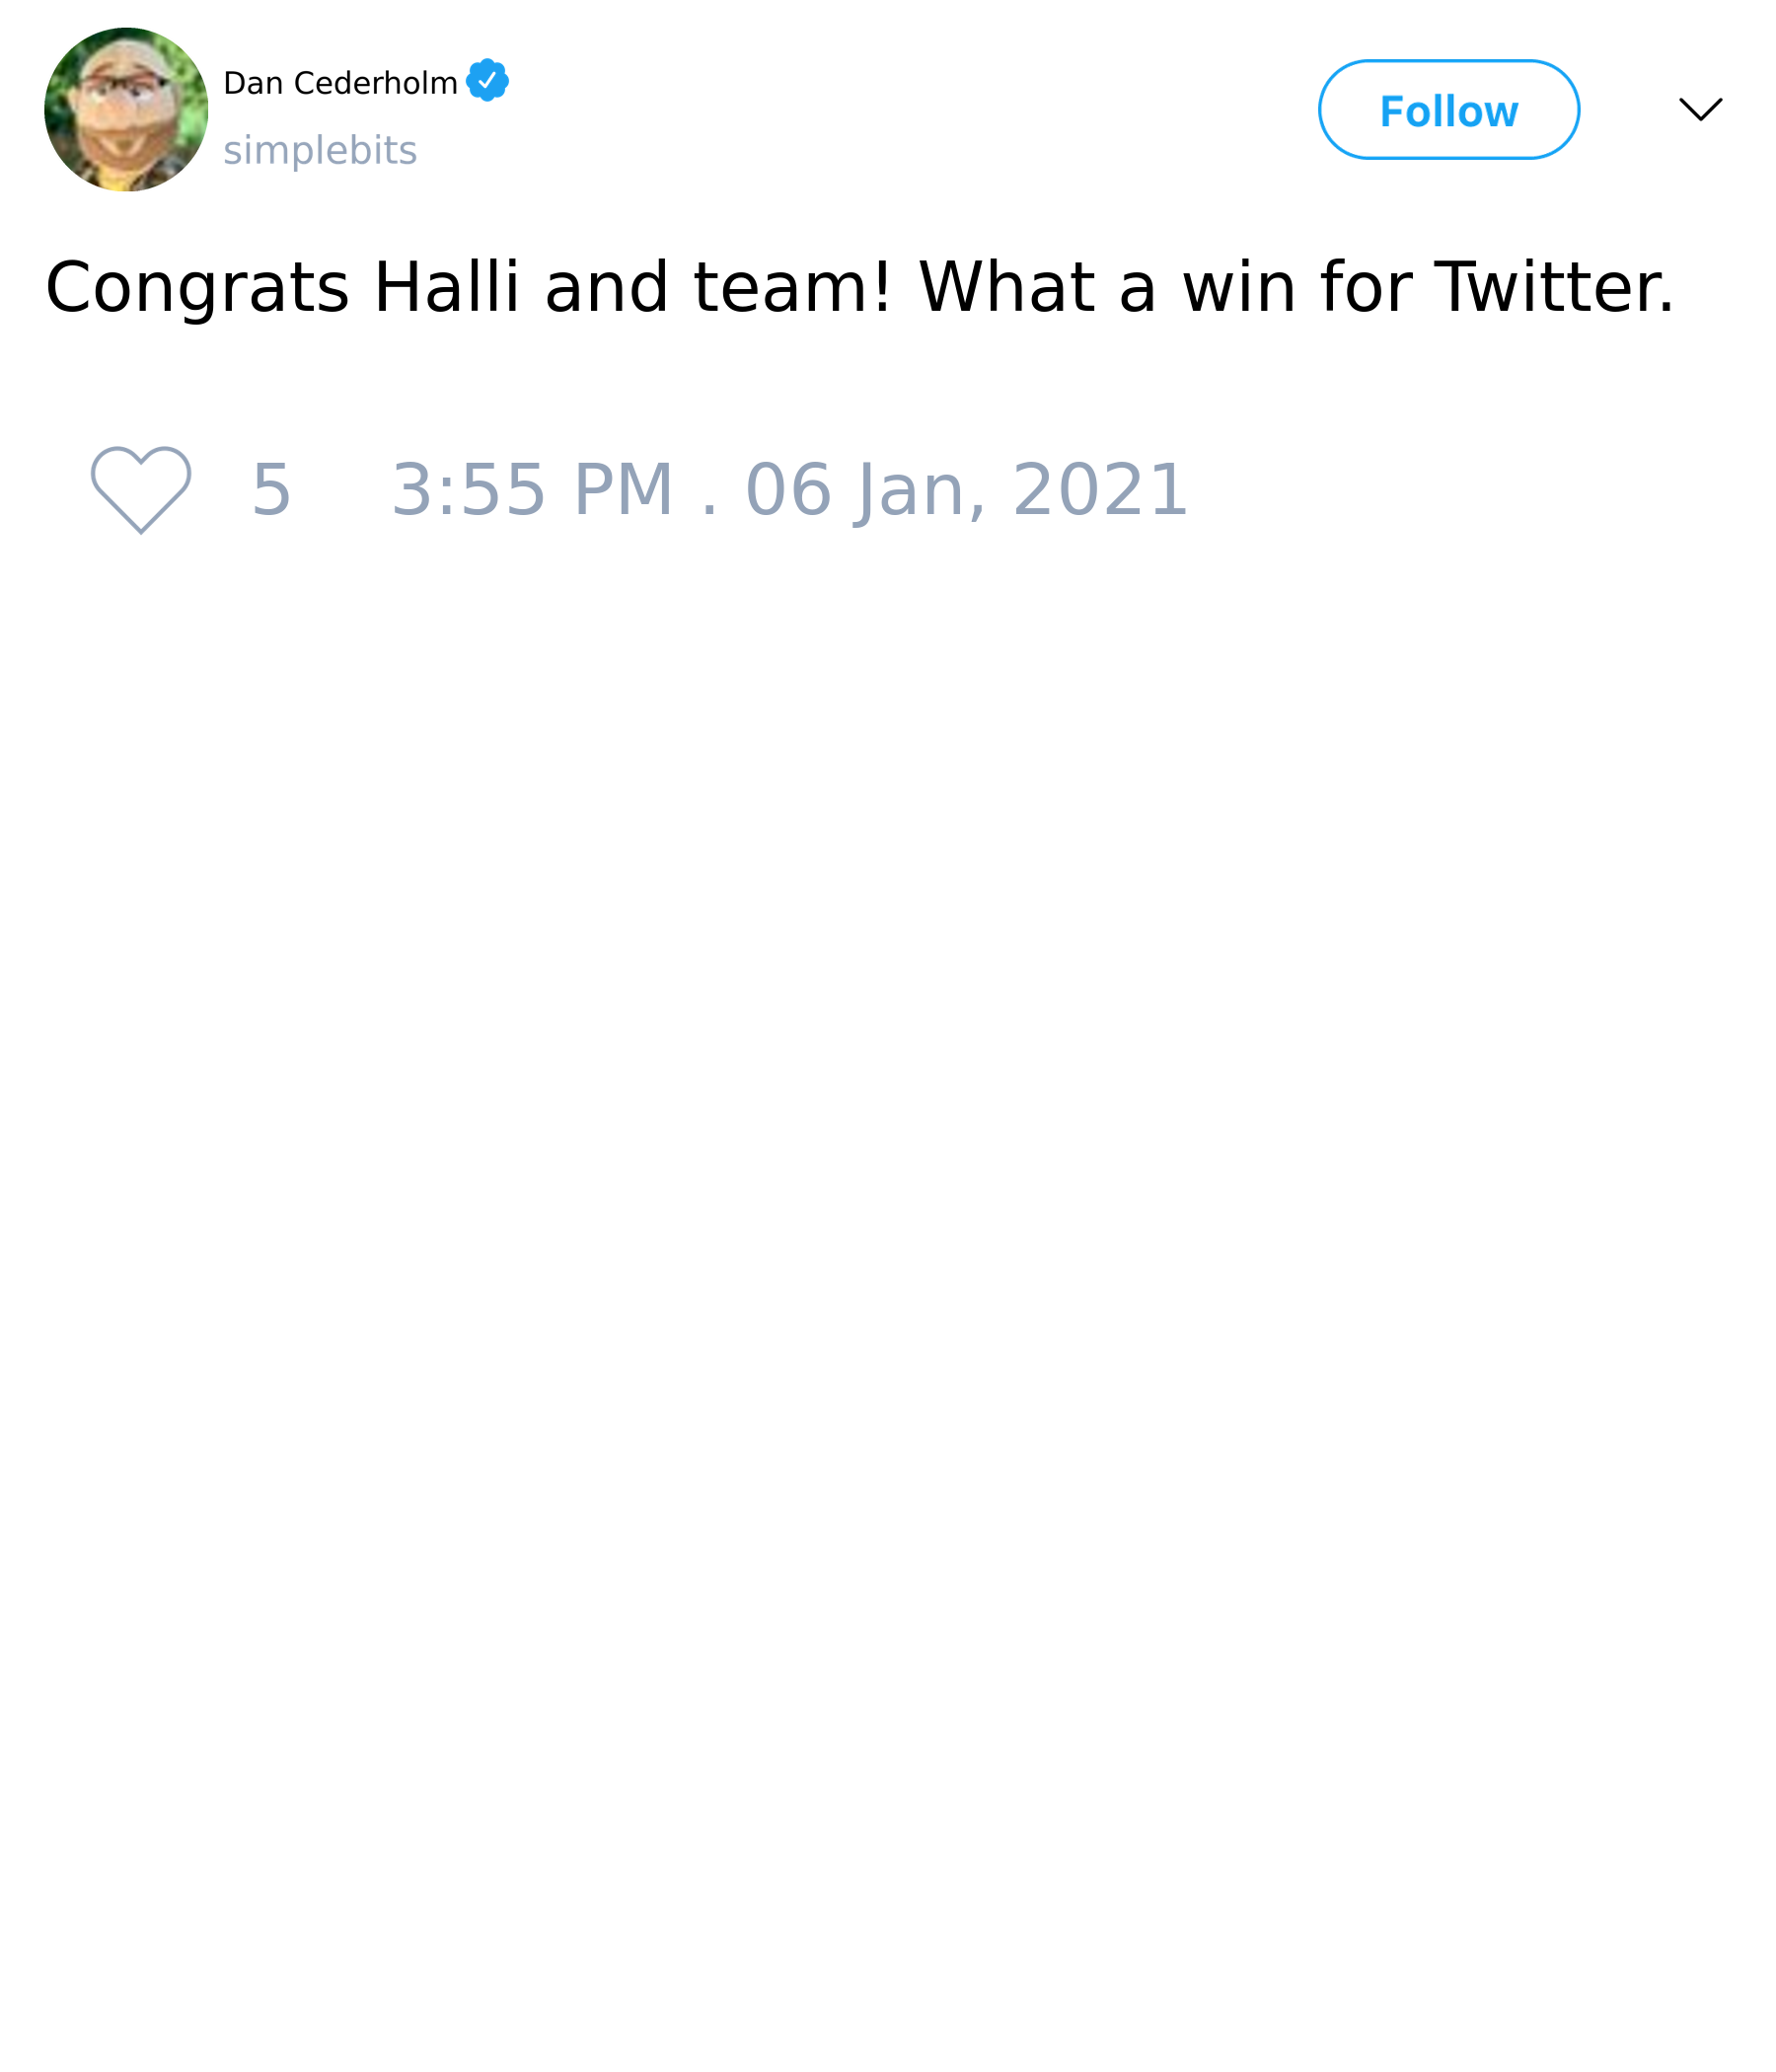 Dan Cederholm
simplebits
Follow
Congrats Halli and team! What a win for Twitter.
5 3:55 PM . 06 Jan, 2021